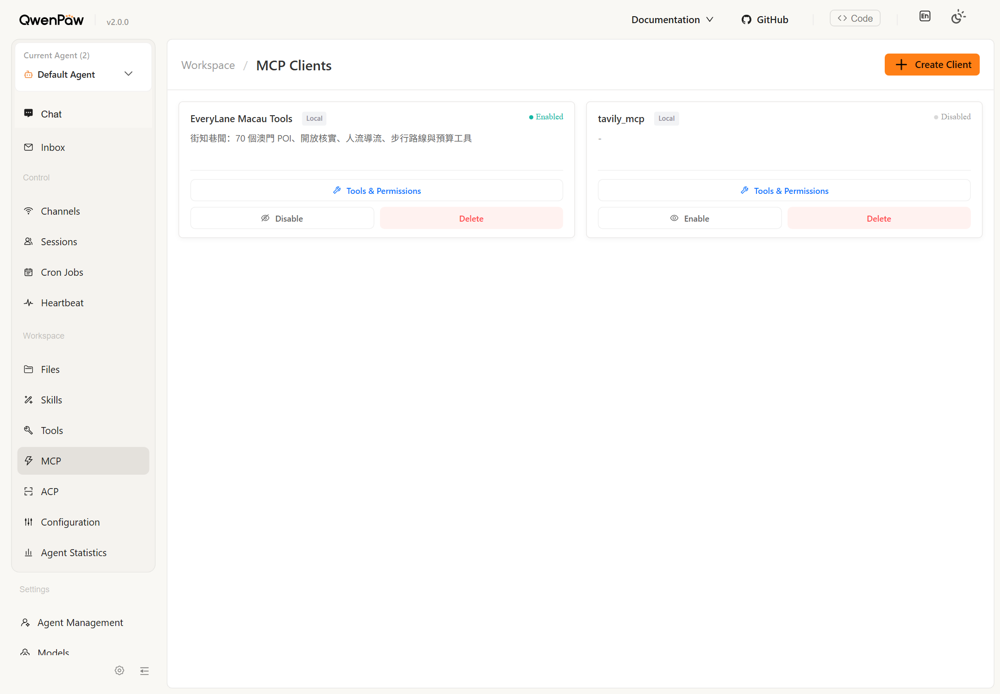 QwenPaw
v2.0.0
Documentation
GitHub
<> Code
En
Current Agent (2)
Default Agent
Chat
Inbox
Control
Channels
Sessions
Cron Jobs
Heartbeat
Workspace
Files
Skills
Tools
MCP
ACP
Configuration
Agent Statistics
Settings
Agent Management
Models
Workspace / MCP Clients
+ Create Client
EveryLane Macau Tools
Local
Enabled
街知巷聞：70 個澳門 POI、開放核實、人流導流、步行路線與預算工具
Tools & Permissions
Disable
Delete
tavily_mcp
Local
Disabled
-
Tools & Permissions
Enable
Delete